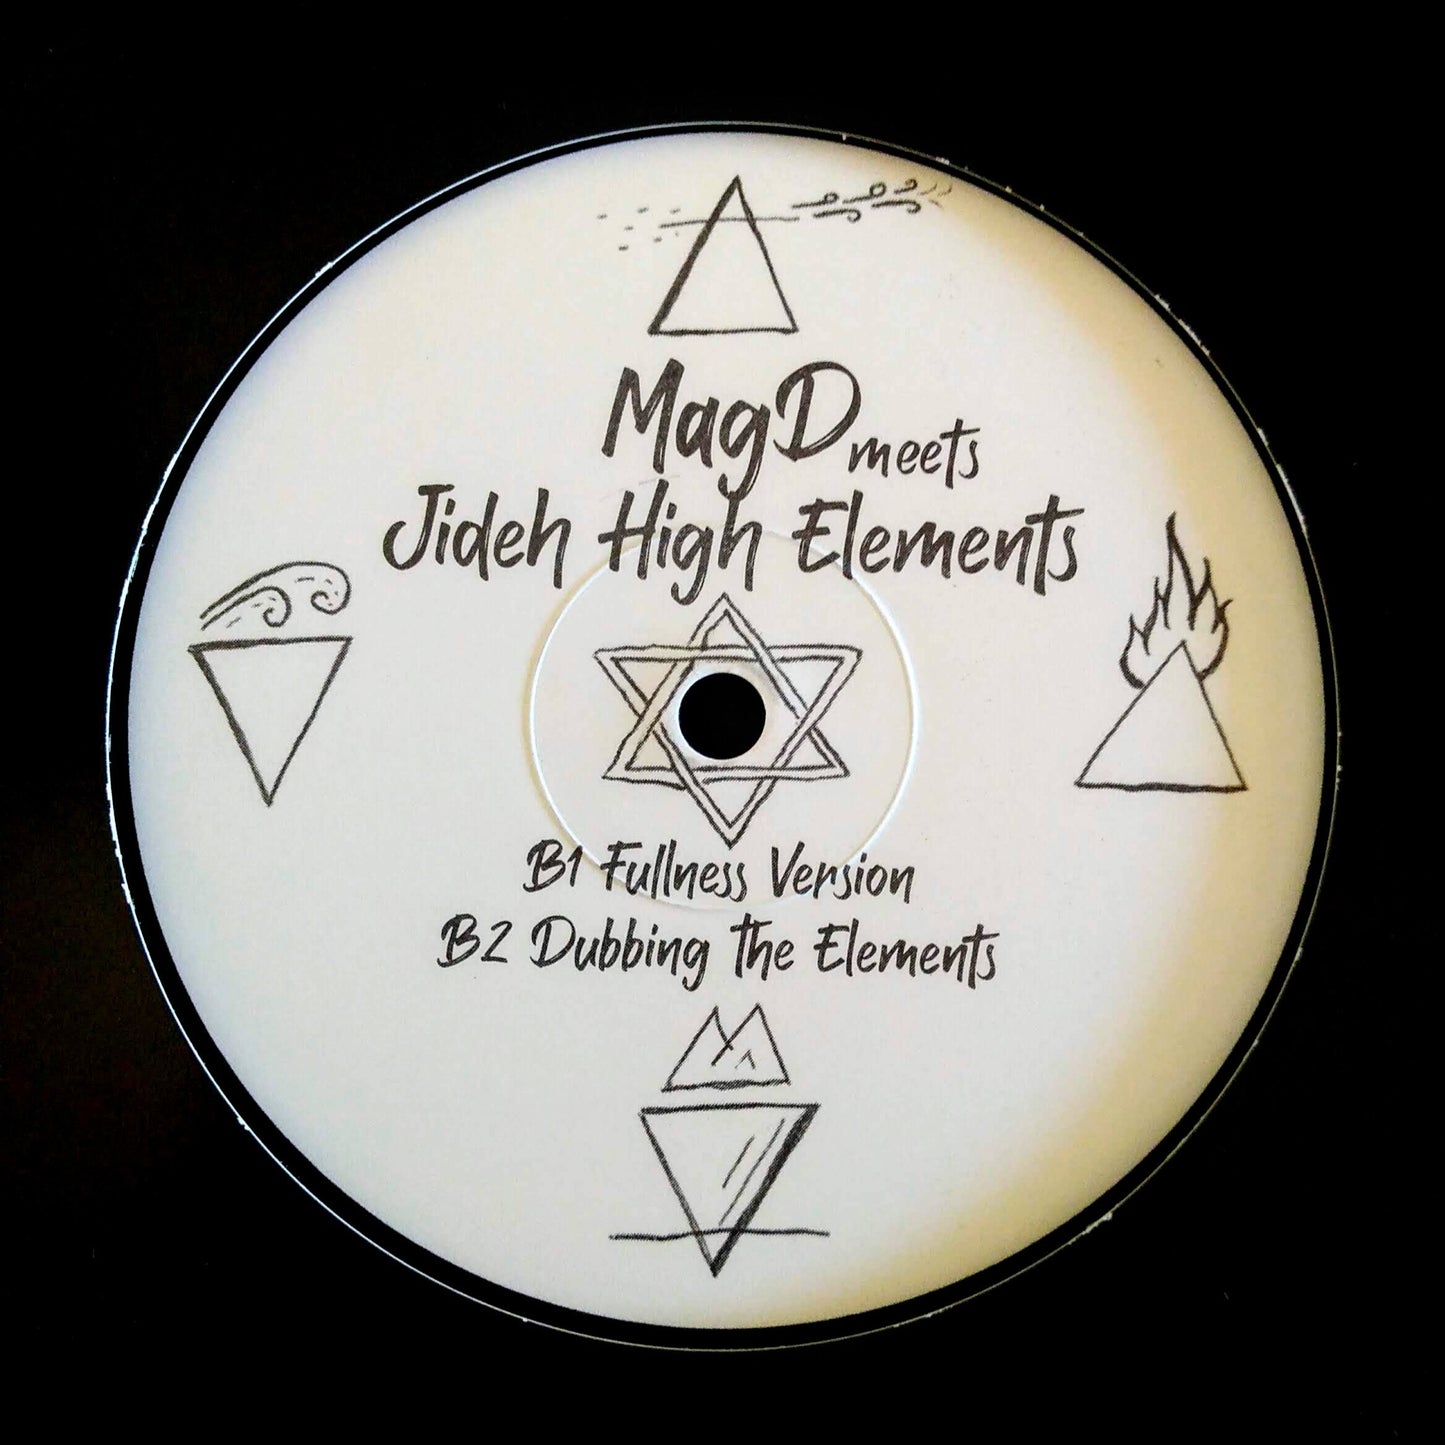 MagD meets
Jideh High Elements
B1 Fullness Version
B2 Dubbing the Elements